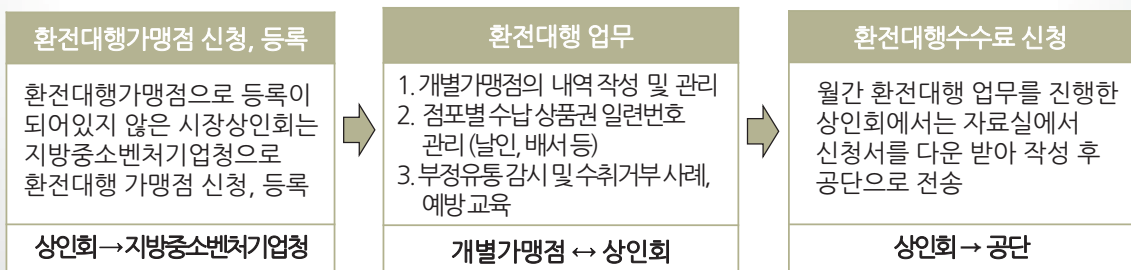 환전대행가맹점 신청, 등록
환전대행가맹점으로 등록이
되어있지 않은 시장상인회는
지방중소벤처기업청으로
환전대행 가맹점 신청, 등록
상인회→지방중소벤처기업청
환전대행 업무
1. 개별가맹점의 내역 작성 및 관리
2. 점포별 수납 상품권 일련번호
관리 (날인, 배서 등)
3. 부정유통 감시 및 수취거부 사례,
예방 교육
개별가맹점 ↔ 상인회
환전대행수수료 신청
월간 환전대행 업무를 진행한
상인회에서는 자료실에서
신청서를 다운 받아 작성 후
공단으로 전송
상인회 → 공단